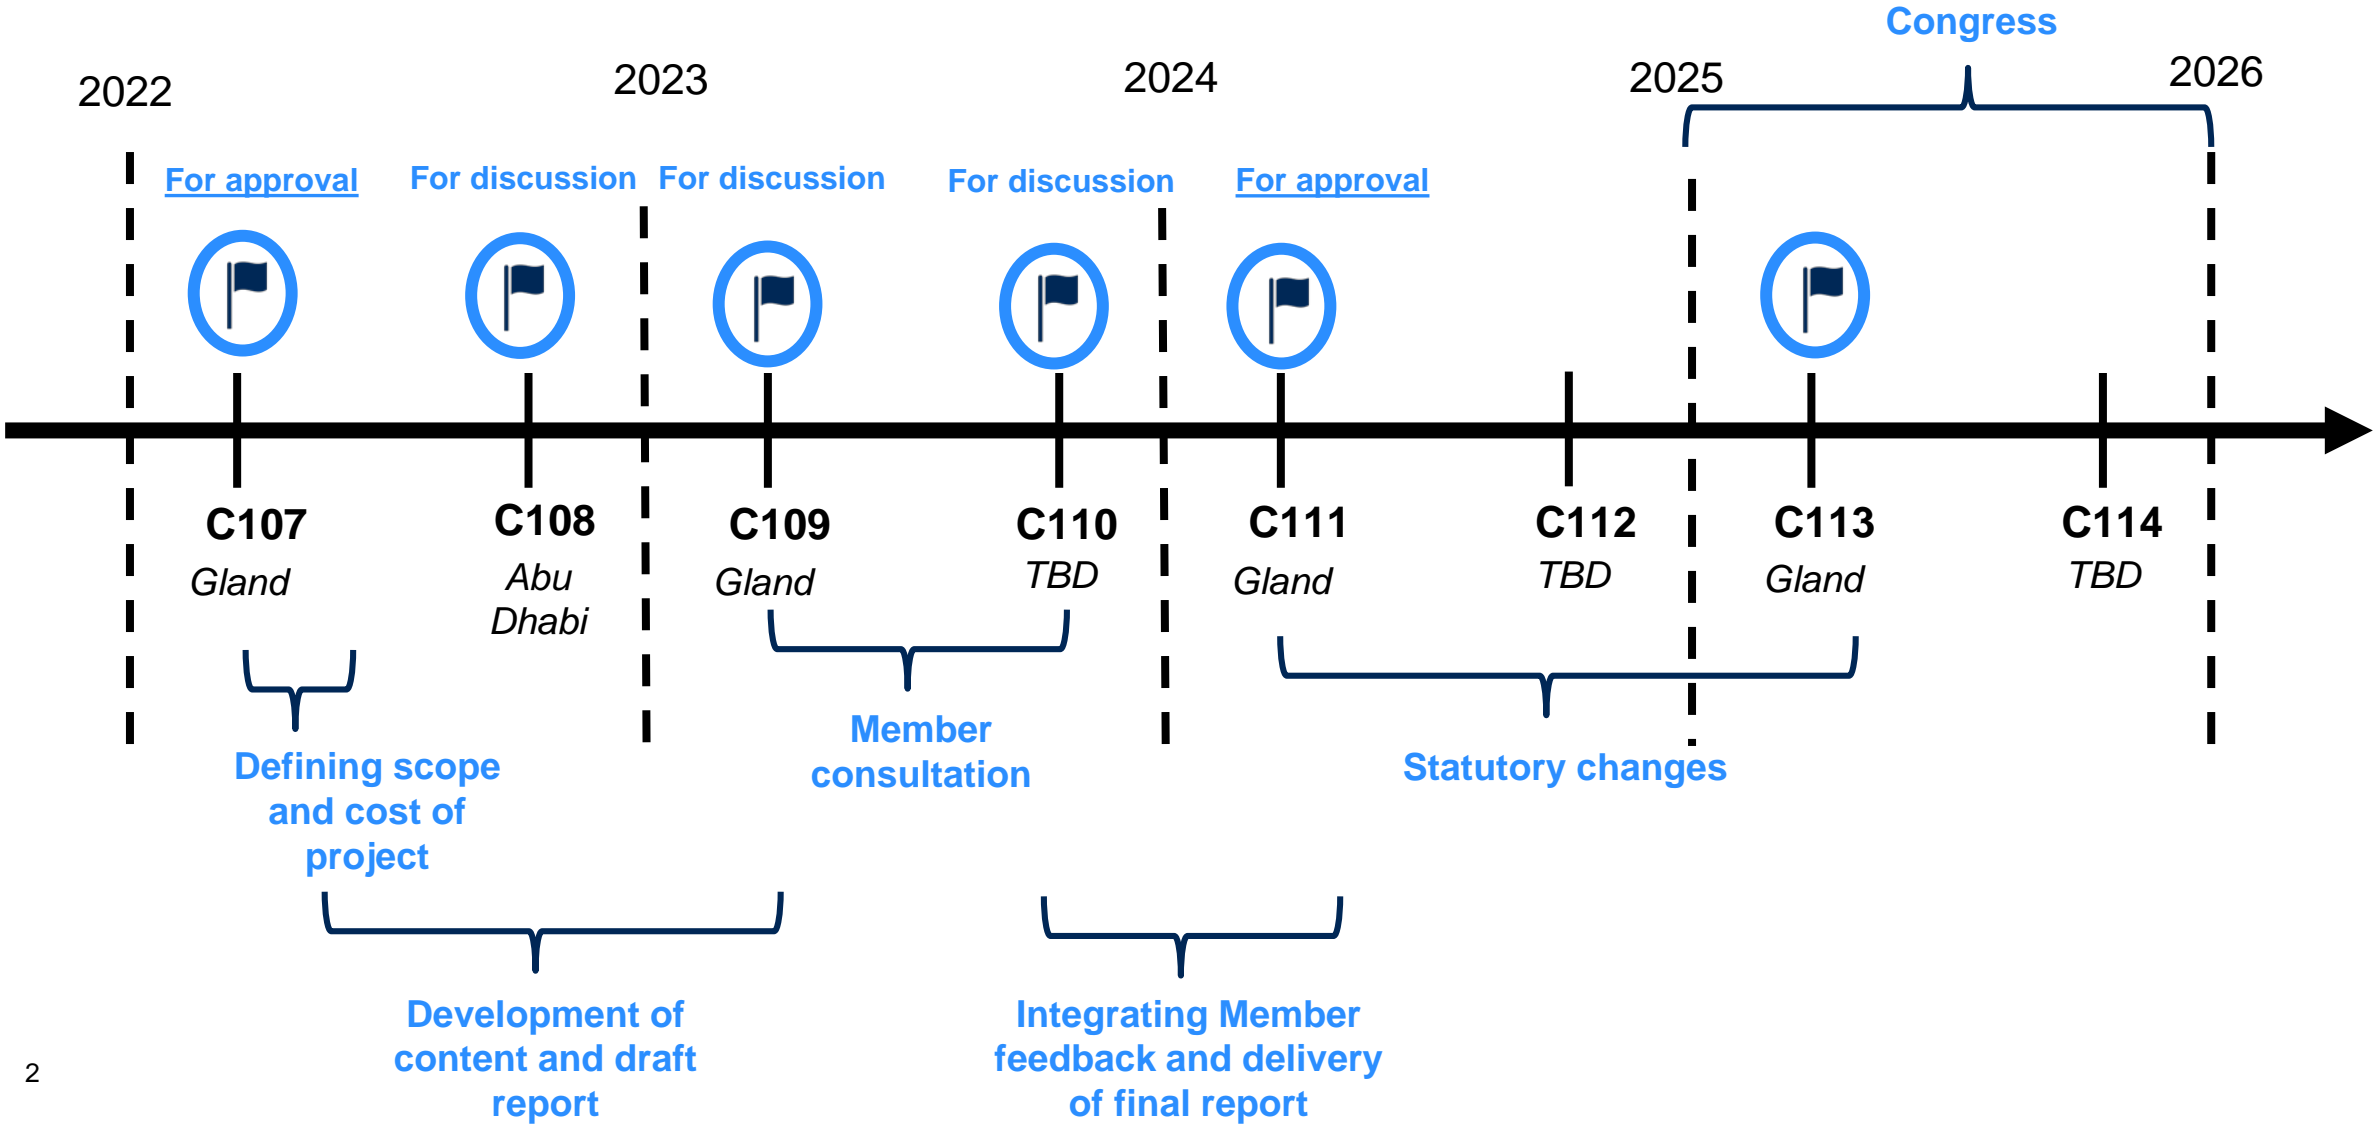 Congress
2022
2023
2024
2025
2026
For approval
For discussion
For discussion
For discussion
For approval
C107
Gland
C108
Abu
Dhabi
C109
Gland
C110
TBD
C111
Gland
C112
TBD
C113
Gland
C114
TBD
Defining scope
and cost of
project
Member
consultation
Statutory changes
Development of
content and draft
report
Integrating Member
feedback and delivery
of final report
2